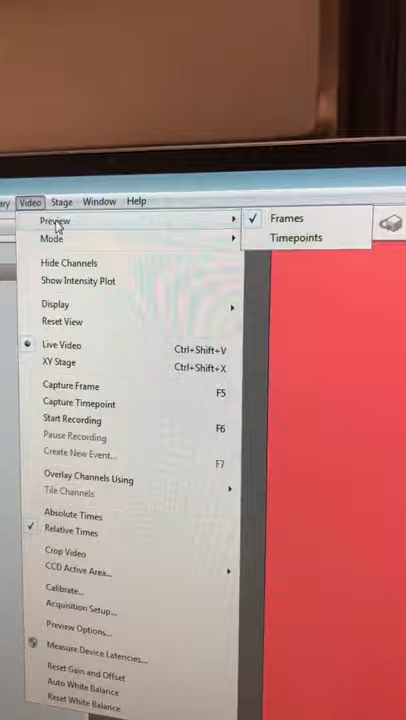 ary Video Stage Window Help
Preview
Frames
Timepoints
Mode
Hide Channels
Show Intensity Plot
Display
Reset View
Live Video Ctrl+Shift+V
XY Stage Ctrl+Shift+X
Capture Frame F5
Capture Timepoint
Start Recording F6
Pause Recording
Create New Event... F7
Overlay Channels Using
Tile Channels
Absolute Times
Relative Times
Crop Video
CCD Active Area...
Calibrate...
Acquisition Setup...
Preview Options...
Measure Device Latencies...
Reset Gain and Offset
Auto White Balance
Reset White Balance